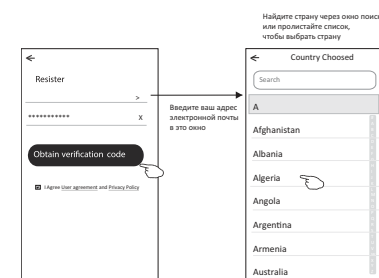 Найдите страну через окно поиск
или пролистайте список,
чтобы выбрать страну
←
Resister
>
*********** x
Obtain verification code
I Agree User agreement and Privacy Policy
Введите ваш адрес
электронной почты
в это окно
← Country Choosed
Search
A
Afghanistan
Albania
Algeria
Angola
Argentina
Armenia
Australia